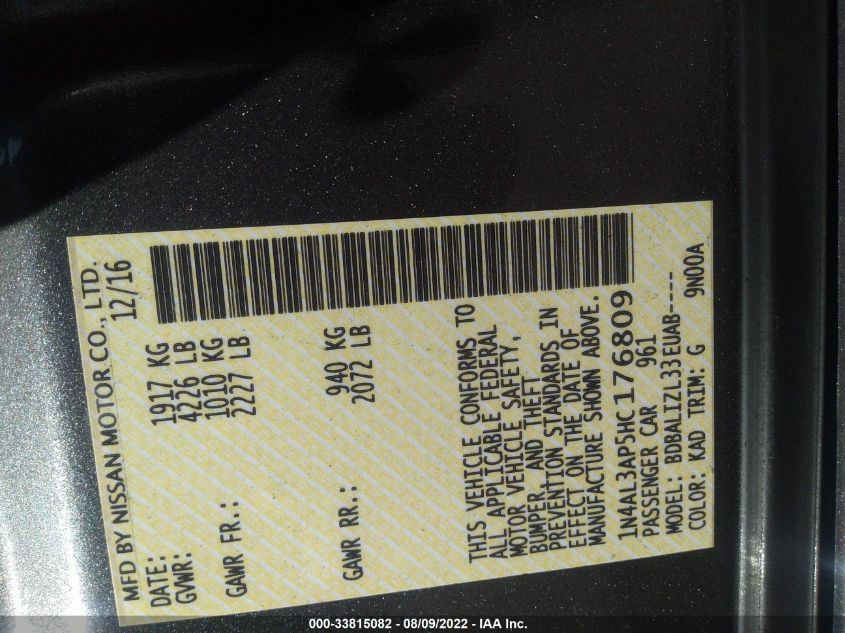 MFD BY NISSAN MOTOR CO., LTD.
DATE: 12/16
GVWR: 1917 KG
4226 LB
GAWR FR.: 1010 KG
2227 LB
GAWR RR.: 940 KG
2072 LB
THIS VEHICLE CONFORMS TO
ALL APPLICABLE FEDERAL
MOTOR VEHICLE SAFETY,
BUMPER, AND THEFT
PREVENTION STANDARDS IN
EFFECT ON THE DATE OF
MANUFACTURE SHOWN ABOVE.
1N4AL3AP5HC176809
PASSENGER CAR 961
MODEL: BDBALIZL33EUAB----
COLOR: KAD TRIM: G 9N00A
000-33815082 - 08/09/2022 - IAA Inc.